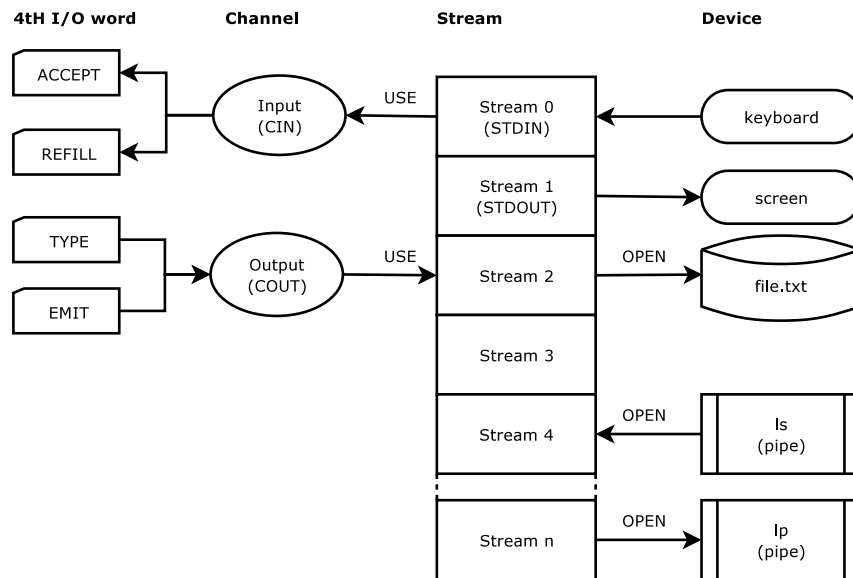 4tH I/O word Channel Stream Device
ACCEPT
REFILL
TYPE
EMIT
Input
(CIN)
Output
(COUT)
USE
USE
Stream 0
(STDIN)
Stream 1
(STDOUT)
Stream 2
Stream 3
Stream 4
Stream n
OPEN
OPEN
OPEN
keyboard
screen
file.txt
ls
(pipe)
lp
(pipe)